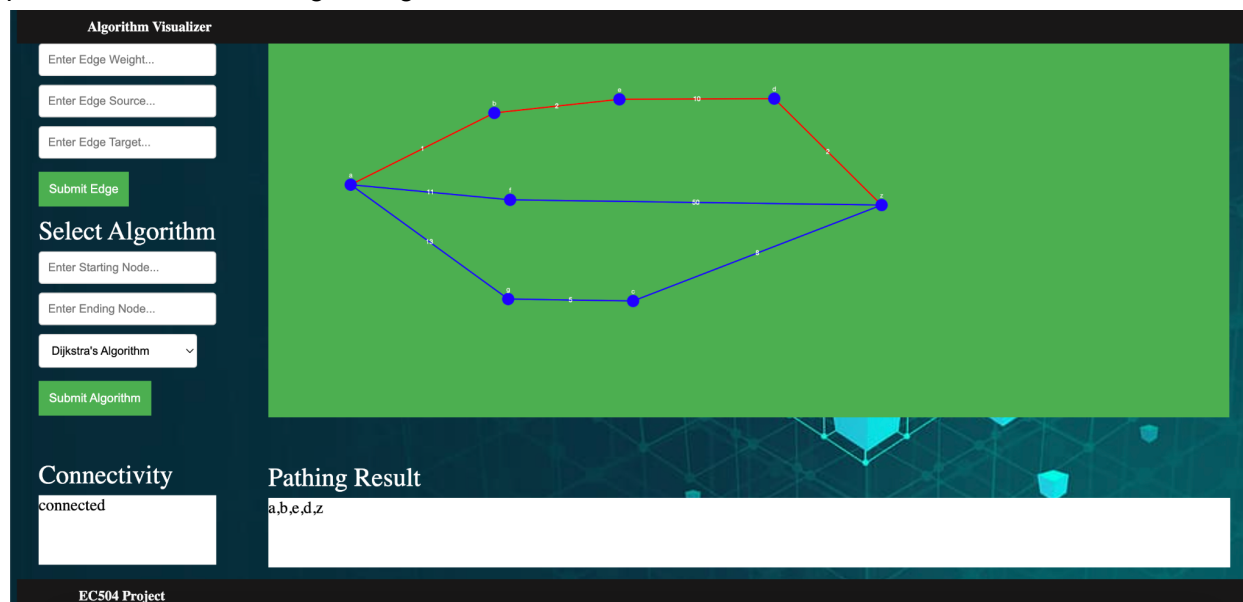 Algorithm Visualizer
Enter Edge Weight...
Enter Edge Source...
Enter Edge Target...
Submit Edge
Select Algorithm
Enter Starting Node...
Enter Ending Node...
Dijkstra's Algorithm
Submit Algorithm
b
e
d
2
10
1
2
a
f
z
11
50
13
g
c
5
Connectivity
connected
Pathing Result
a,b,e,d,z
EC504 Project